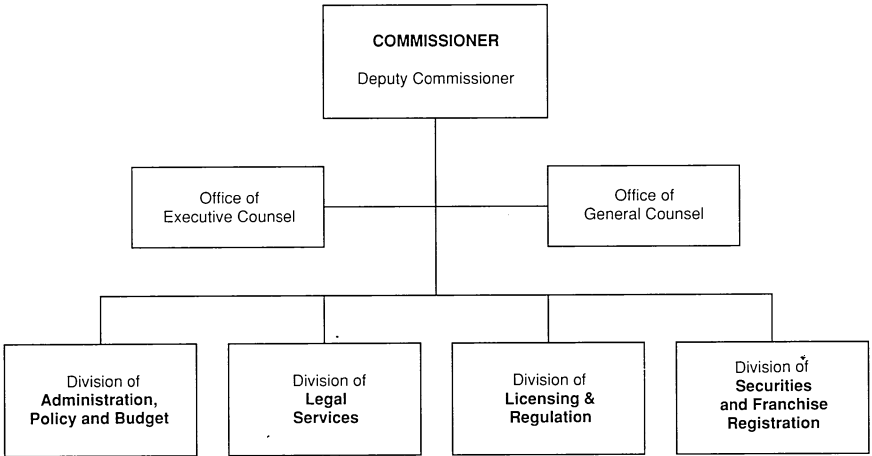 COMMISSIONER
Deputy Commissioner
Office of
Executive Counsel
Office of
General Counsel
Division of
Administration,
Policy and Budget
Division of
Legal
Services
Division of
Licensing &
Regulation
Division of
Securities
and Franchise
Registration